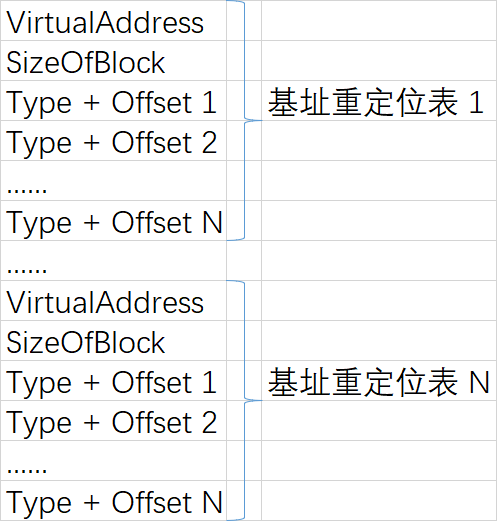 VirtualAddress
SizeOfBlock
Type + Offset 1
基址重定位表 1
Type + Offset 2
......
Type + Offset N
......
VirtualAddress
SizeOfBlock
Type + Offset 1
基址重定位表 N
Type + Offset 2
......
Type + Offset N